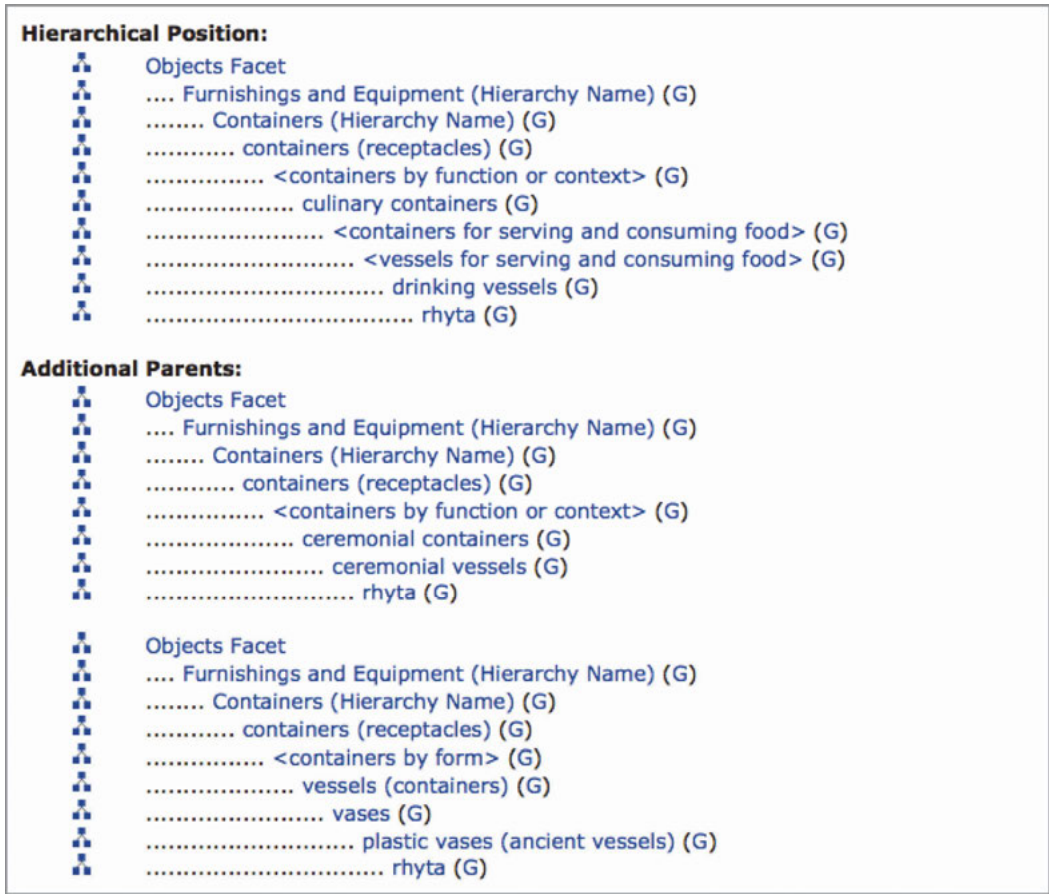 Hierarchical Position:
Objects Facet
.... Furnishings and Equipment (Hierarchy Name) (G)
........ Containers (Hierarchy Name) (G)
............ containers (receptacles) (G)
................ <containers by function or context> (G)
.................... culinary containers (G)
........................ <containers for serving and consuming food> (G)
............................ <vessels for serving and consuming food> (G)
................................ drinking vessels (G)
.................................... rhyta (G)
Additional Parents:
Objects Facet
.... Furnishings and Equipment (Hierarchy Name) (G)
........ Containers (Hierarchy Name) (G)
............ containers (receptacles) (G)
................ <containers by function or context> (G)
.................... ceremonial containers (G)
........................ ceremonial vessels (G)
............................ rhyta (G)
Objects Facet
.... Furnishings and Equipment (Hierarchy Name) (G)
........ Containers (Hierarchy Name) (G)
............ containers (receptacles) (G)
................ <containers by form> (G)
.................... vessels (containers) (G)
........................ vases (G)
............................ plastic vases (ancient vessels) (G)
................................ rhyta (G)